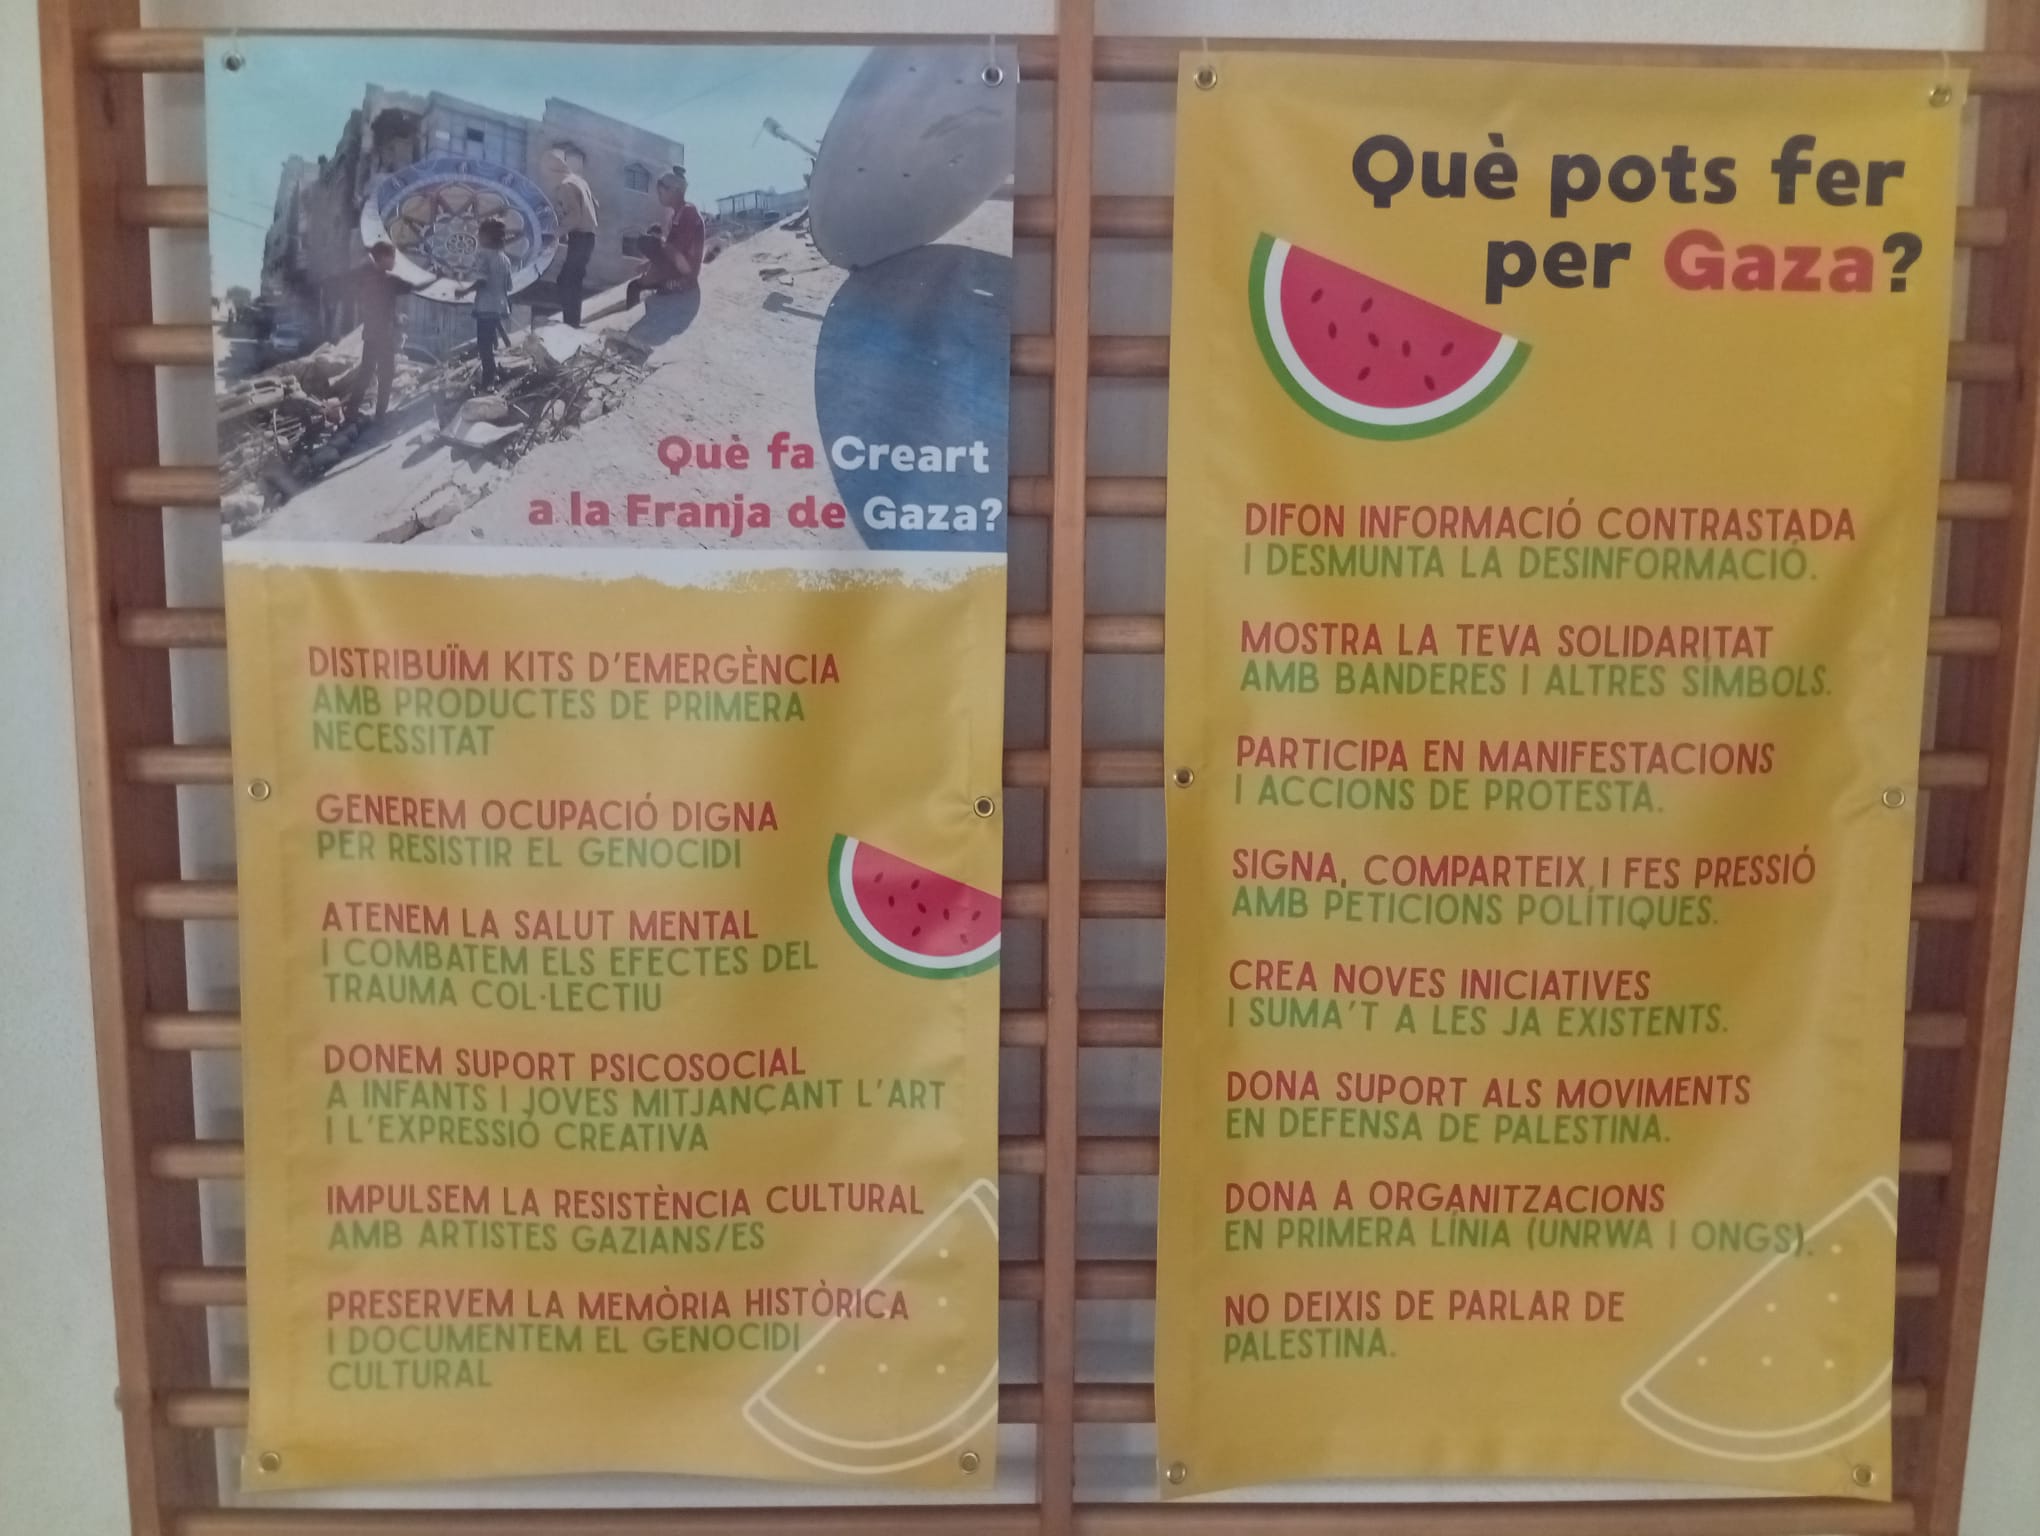 Què fa Creart
a la Franja de Gaza?
DISTRIBUÏM KITS D'EMERGÈNCIA
AMB PRODUCTES DE PRIMERA
NECESSITAT
GENEREM OCUPACIÓ DIGNA
PER RESISTIR EL GENOCIDI
ATENEM LA SALUT MENTAL
I COMBATEM ELS EFECTES DEL
TRAUMA COL·LECTIU
DONEM SUPORT PSICOSOCIAL
A INFANTS I JOVES MITJANÇANT L'ART
I L'EXPRESSIÓ CREATIVA
IMPULSEM LA RESISTÈNCIA CULTURAL
AMB ARTISTES GAZIANS/ES
PRESERVEM LA MEMÒRIA HISTÒRICA
I DOCUMENTEM EL GENOCIDI
CULTURAL
Què pots fer
per Gaza?
DIFON INFORMACIÓ CONTRASTADA
I DESMUNTA LA DESINFORMACIÓ.
MOSTRA LA TEVA SOLIDARITAT
AMB BANDERES I ALTRES SÍMBOLS.
PARTICIPA EN MANIFESTACIONS
I ACCIONS DE PROTESTA.
SIGNA, COMPARTEIX I FES PRESSIÓ
AMB PETICIONS POLÍTIQUES.
CREA NOVES INICIATIVES
I SUMA'T A LES JA EXISTENTS.
DONA SUPORT ALS MOVIMENTS
EN DEFENSA DE PALESTINA.
DONA A ORGANITZACIONS
EN PRIMERA LÍNIA (UNRWA I ONGS).
NO DEIXIS DE PARLAR DE
PALESTINA.